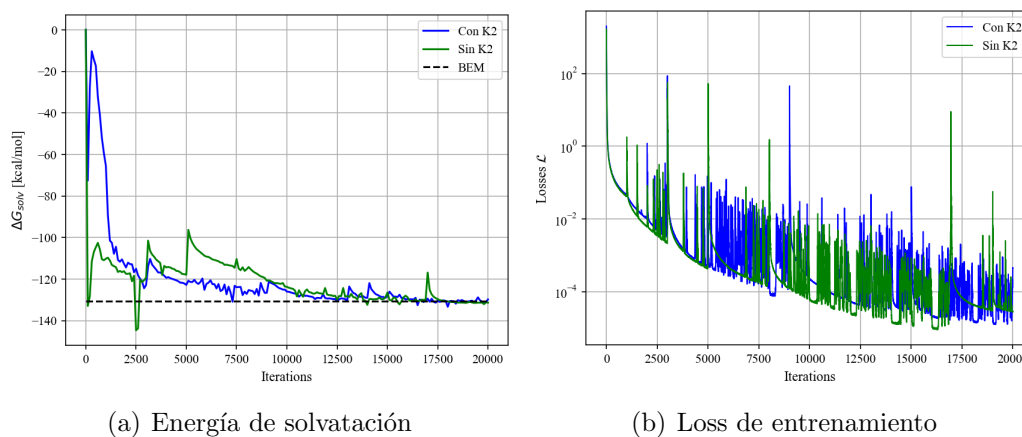 0
−20
−40
−60
−80
−100
−120
−140
ΔG_solv [kcal/mol]
Con K2
Sin K2
BEM
0 2500 5000 7500 10000 12500 15000 17500 20000
Iterations
(a) Energía de solvatación
10^2
10^0
10^−2
10^−4
Losses ℒ
Con K2
Sin K2
0 2500 5000 7500 10000 12500 15000 17500 20000
Iterations
(b) Loss de entrenamiento